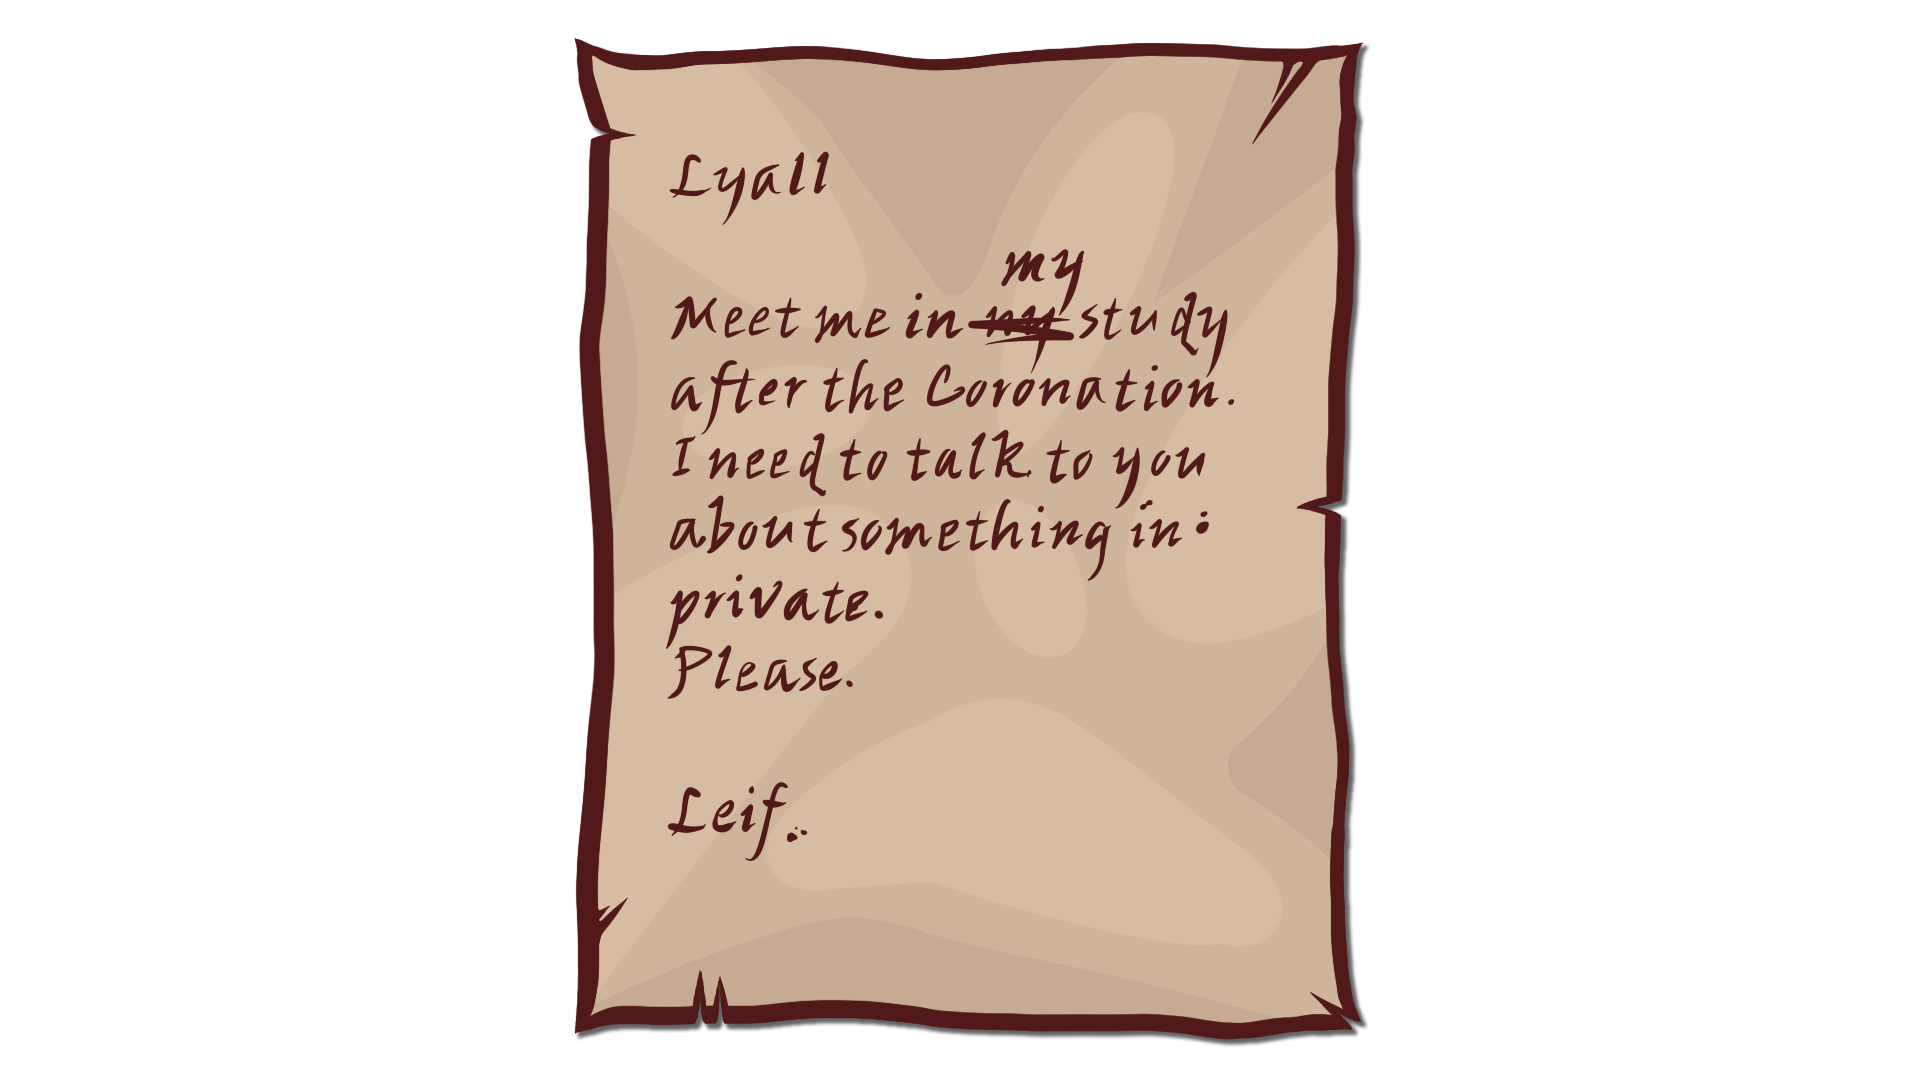 Lyall
my
Meet me in ny study
after the Coronation.
I need to talk to you
about something in
private.
Please.
Leif.